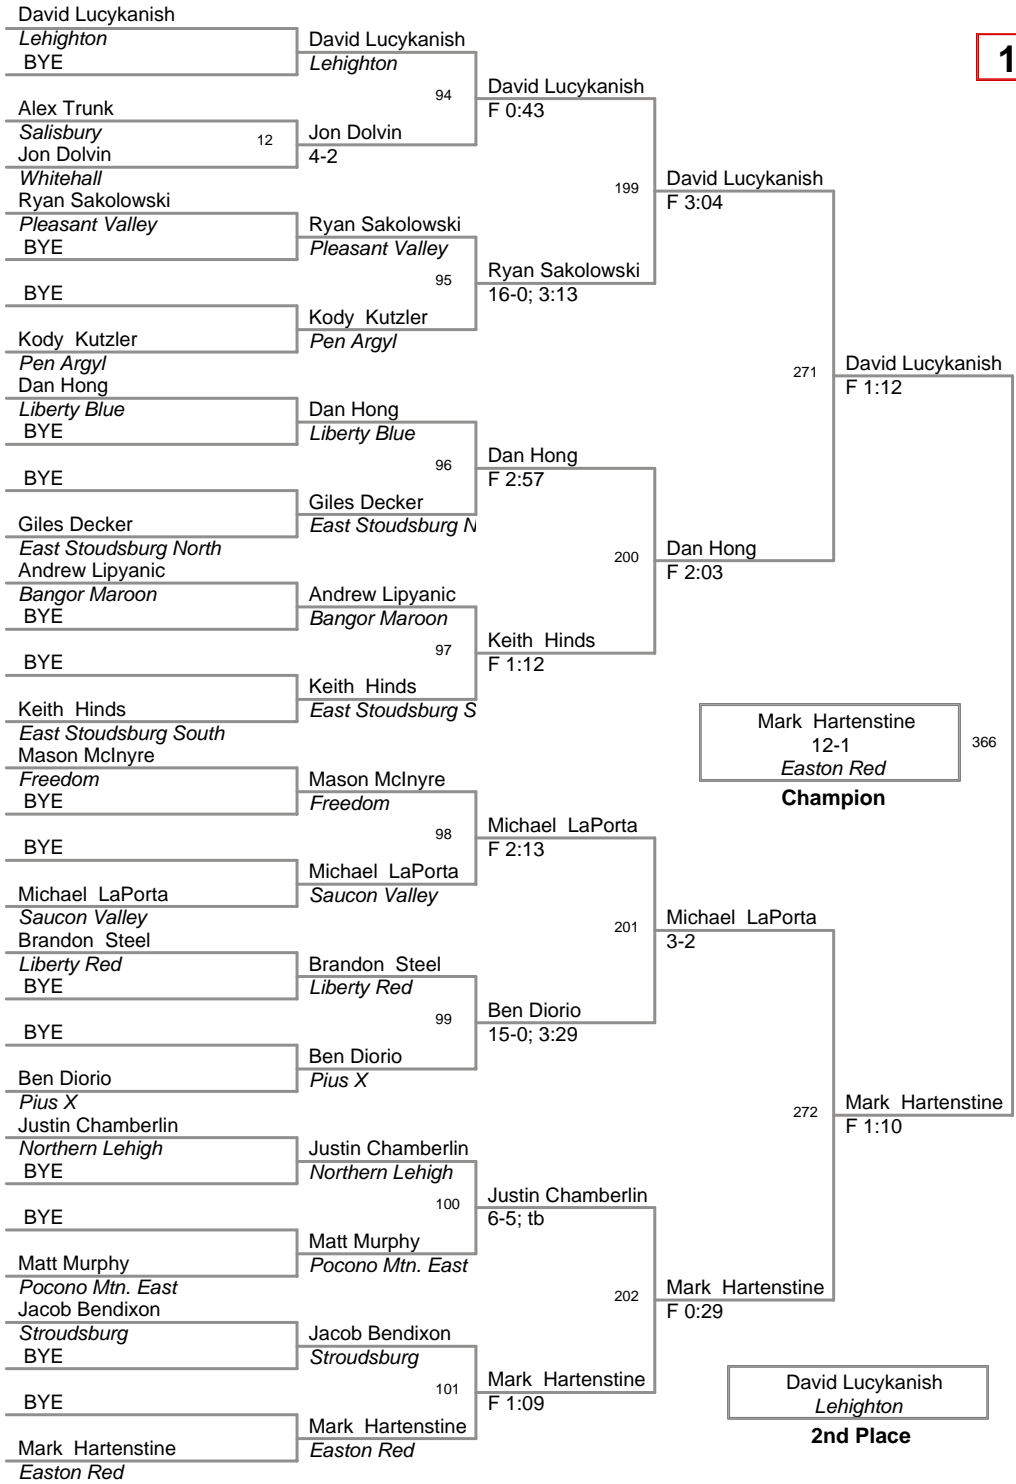 David Lucykanish
Lehighton
BYE
Alex Trunk
Salisbury
Jon Dolvin
Whitehall
Ryan Sakolowski
Pleasant Valley
BYE
BYE
Kody Kutzler
Pen Argyl
Dan Hong
Liberty Blue
BYE
BYE
Giles Decker
East Stoudsburg North
Andrew Lipyanic
Bangor Maroon
BYE
BYE
Keith Hinds
East Stoudsburg South
Mason McInyre
Freedom
BYE
BYE
Michael LaPorta
Saucon Valley
Brandon Steel
Liberty Red
BYE
BYE
Ben Diorio
Pius X
Justin Chamberlin
Northern Lehigh
BYE
BYE
Matt Murphy
Pocono Mtn. East
Jacob Bendixon
Stroudsburg
BYE
BYE
Mark Hartenstine
Easton Red
12
David Lucykanish
Lehighton
Jon Dolvin
4-2
Ryan Sakolowski
Pleasant Valley
Kody Kutzler
Pen Argyl
Dan Hong
Liberty Blue
Giles Decker
East Stoudsburg N
Andrew Lipyanic
Bangor Maroon
Keith Hinds
East Stoudsburg S
Mason McInyre
Freedom
Michael LaPorta
Saucon Valley
Brandon Steel
Liberty Red
Ben Diorio
Pius X
Justin Chamberlin
Northern Lehigh
Matt Murphy
Pocono Mtn. East
Jacob Bendixon
Stroudsburg
Mark Hartenstine
Easton Red
94
95
96
97
98
99
100
101
David Lucykanish
F 0:43
Ryan Sakolowski
16-0; 3:13
Dan Hong
F 2:57
Keith Hinds
F 1:12
Michael LaPorta
F 2:13
Ben Diorio
15-0; 3:29
Justin Chamberlin
6-5; tb
Mark Hartenstine
F 1:09
199
200
201
202
David Lucykanish
F 3:04
Dan Hong
F 2:03
Michael LaPorta
3-2
Mark Hartenstine
F 0:29
271
272
David Lucykanish
F 1:12
Mark Hartenstine
F 1:10
1
Mark Hartenstine
12-1
Easton Red
Champion
366
David Lucykanish
Lehighton
2nd Place